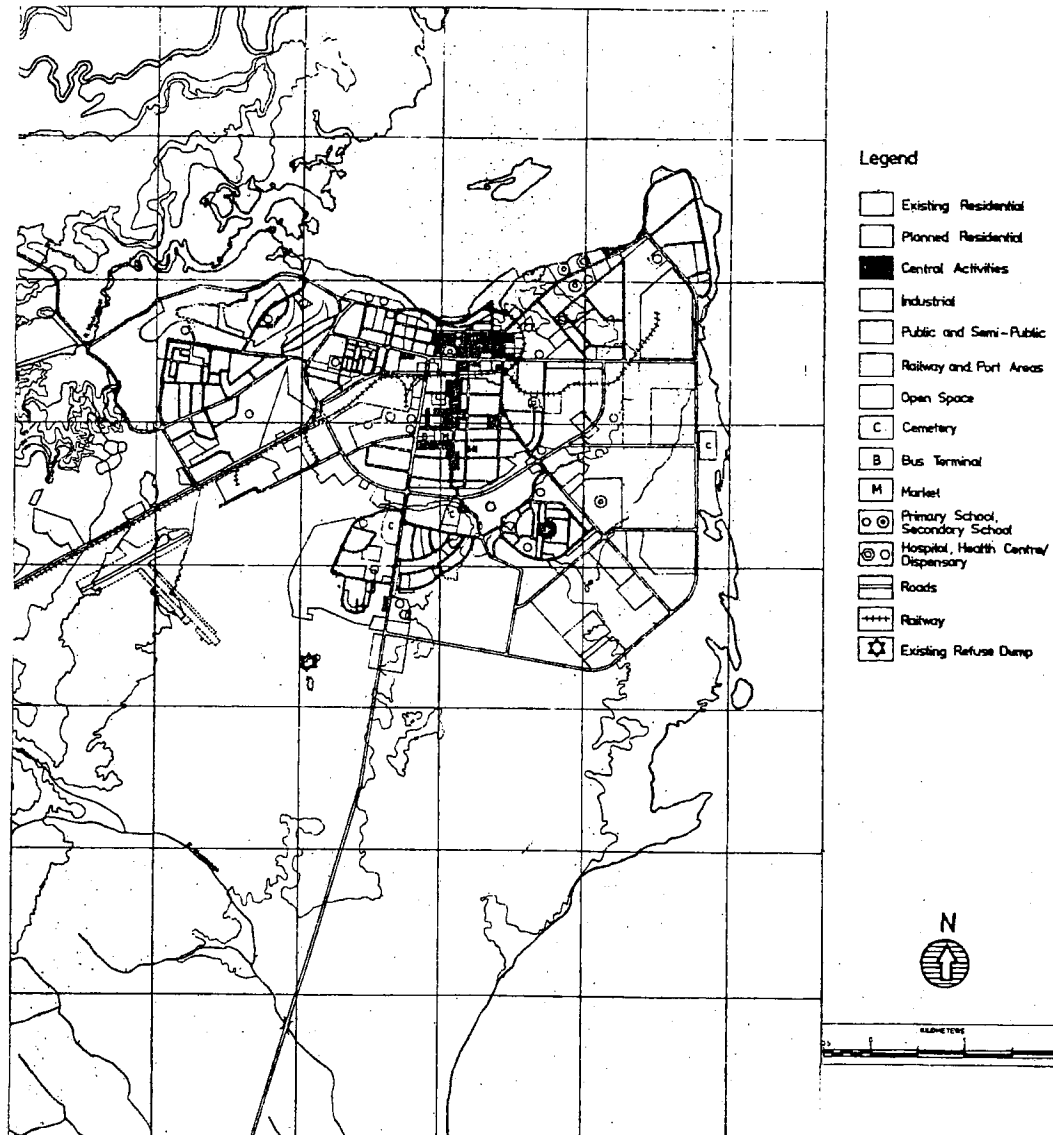 Legend
Existing Residential
Planned Residential
Central Activities
Industrial
Public and Semi-Public
Railway and Port Areas
Open Space
C Cemetery
B Bus Terminal
M Market
Primary School,
Secondary School
Hospital, Health Centre/
Dispensary
Roads
Railway
Existing Refuse Dump
C
C
C
N
KILOMETERS